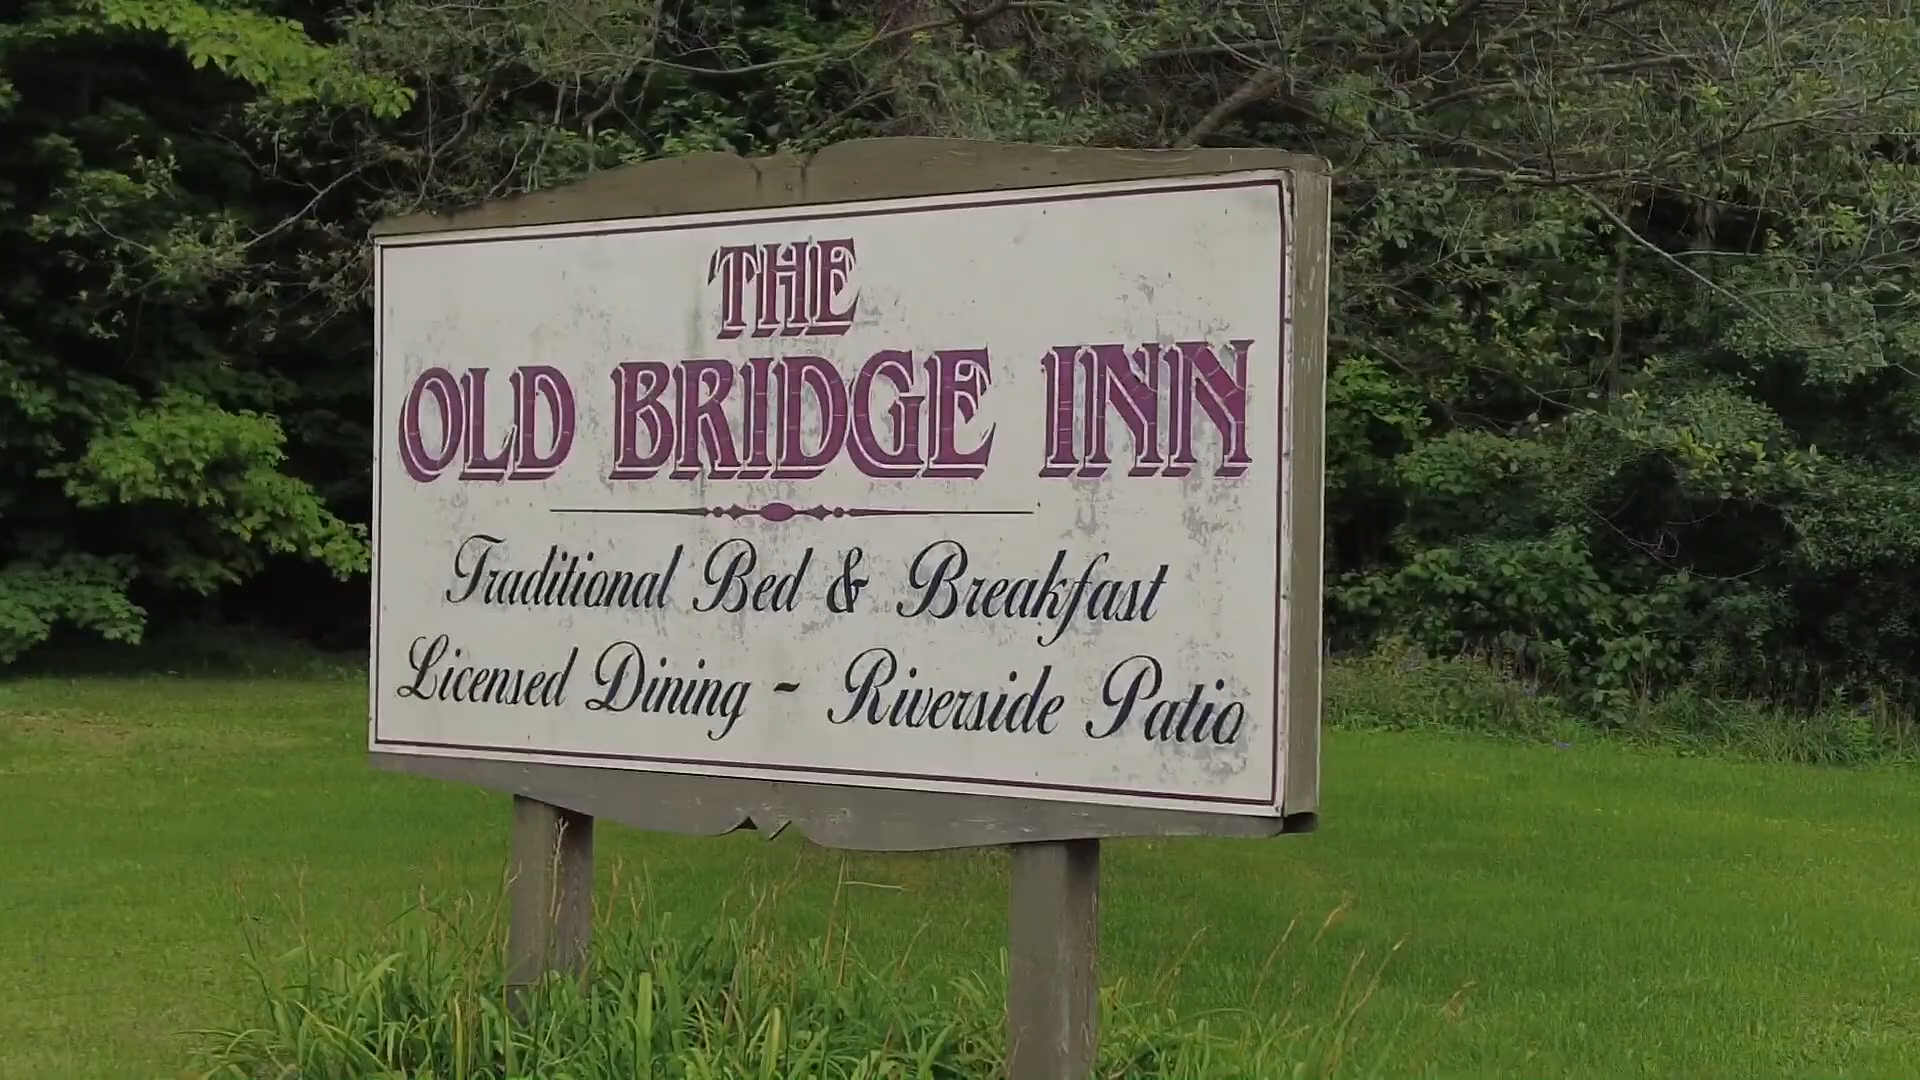 THE
OLD BRIDGE INN
Traditional Bed & Breakfast
Licensed Dining - Riverside Patio